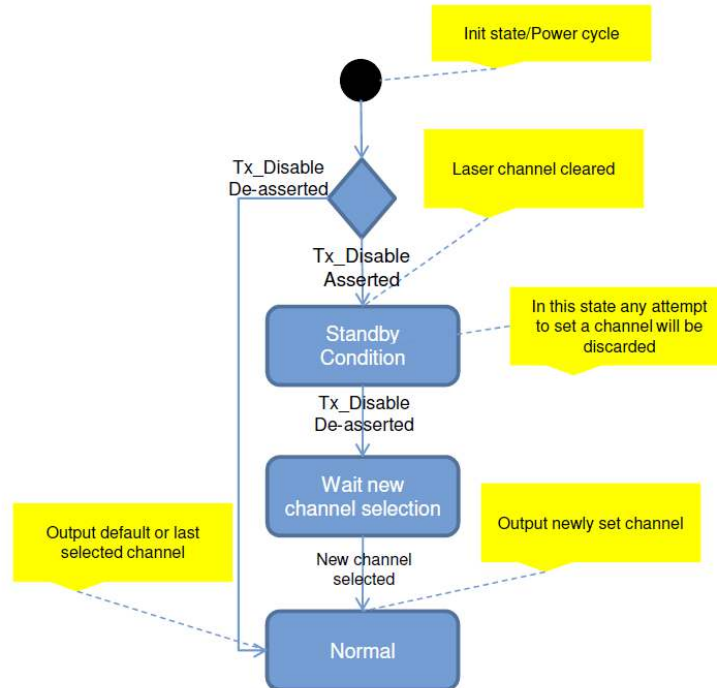 Init state/Power cycle
Tx_Disable
De-asserted
Laser channel cleared
Tx_Disable
Asserted
Standby
Condition
In this state any attempt
to set a channel will be
discarded
Tx_Disable
De-asserted
Wait new
channel selection
Output default or last
selected channel
Output newly set channel
New channel
selected
Normal